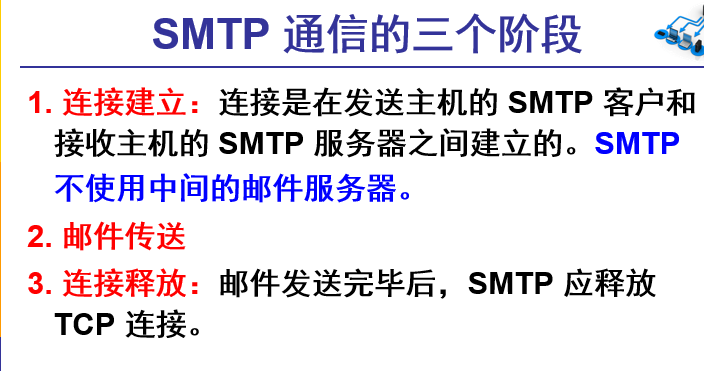 SMTP 通信的三个阶段
1. 连接建立：连接是在发送主机的 SMTP 客户和
接收主机的 SMTP 服务器之间建立的。SMTP
不使用中间的邮件服务器。
2. 邮件传送
3. 连接释放：邮件发送完毕后，SMTP 应释放
TCP 连接。